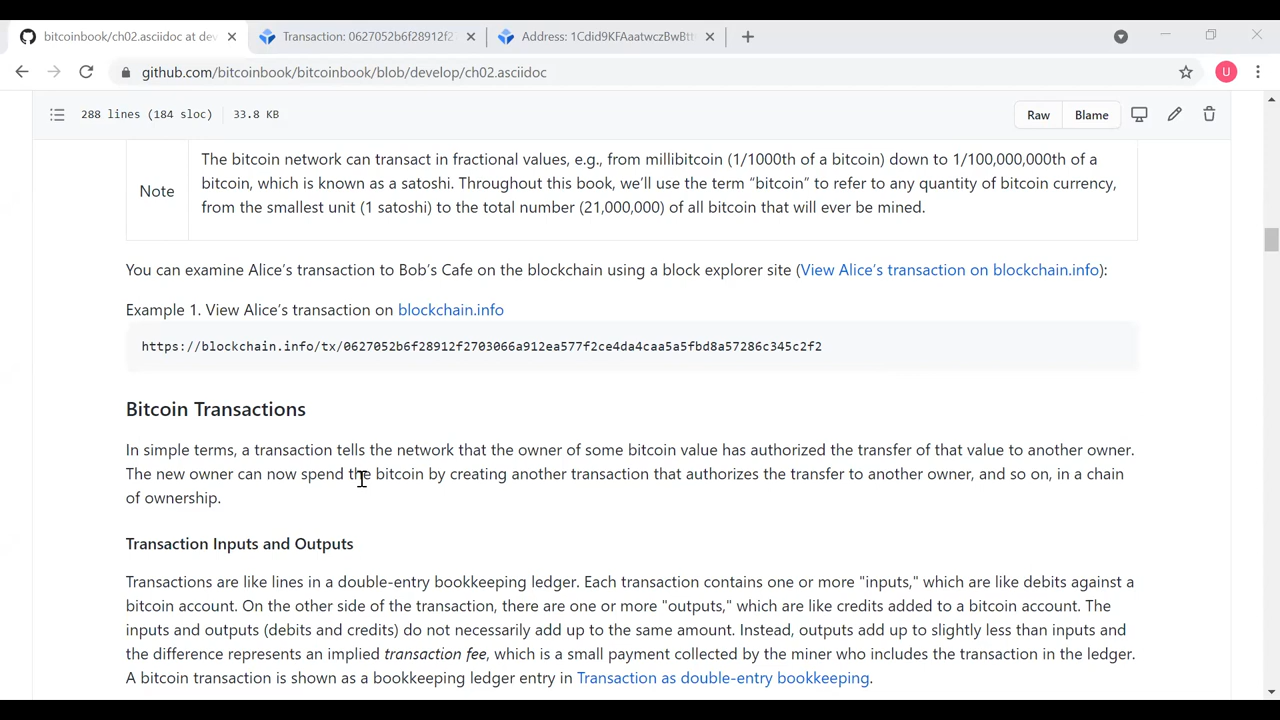 bitcoinbook/ch02.asciidoc at dev
Transaction: 0627052b6f28912f2
Address: 1Cdid9KFAaatwczBwBtt
github.com/bitcoinbook/bitcoinbook/blob/develop/ch02.asciidoc
U
288 lines (184 sloc) 33.8 KB
Raw
Blame
Note
The bitcoin network can transact in fractional values, e.g., from millibitcoin (1/1000th of a bitcoin) down to 1/100,000,000th of a
bitcoin, which is known as a satoshi. Throughout this book, we’ll use the term “bitcoin” to refer to any quantity of bitcoin currency,
from the smallest unit (1 satoshi) to the total number (21,000,000) of all bitcoin that will ever be mined.
You can examine Alice’s transaction to Bob’s Cafe on the blockchain using a block explorer site (View Alice’s transaction on blockchain.info):
Example 1. View Alice’s transaction on blockchain.info
https://blockchain.info/tx/0627052b6f28912f2703066a912ea577f2ce4da4caa5a5fbd8a57286c345c2f2
Bitcoin Transactions
In simple terms, a transaction tells the network that the owner of some bitcoin value has authorized the transfer of that value to another owner.
The new owner can now spend the bitcoin by creating another transaction that authorizes the transfer to another owner, and so on, in a chain
of ownership.
Transaction Inputs and Outputs
Transactions are like lines in a double-entry bookkeeping ledger. Each transaction contains one or more "inputs," which are like debits against a
bitcoin account. On the other side of the transaction, there are one or more "outputs," which are like credits added to a bitcoin account. The
inputs and outputs (debits and credits) do not necessarily add up to the same amount. Instead, outputs add up to slightly less than inputs and
the difference represents an implied transaction fee, which is a small payment collected by the miner who includes the transaction in the ledger.
A bitcoin transaction is shown as a bookkeeping ledger entry in Transaction as double-entry bookkeeping.